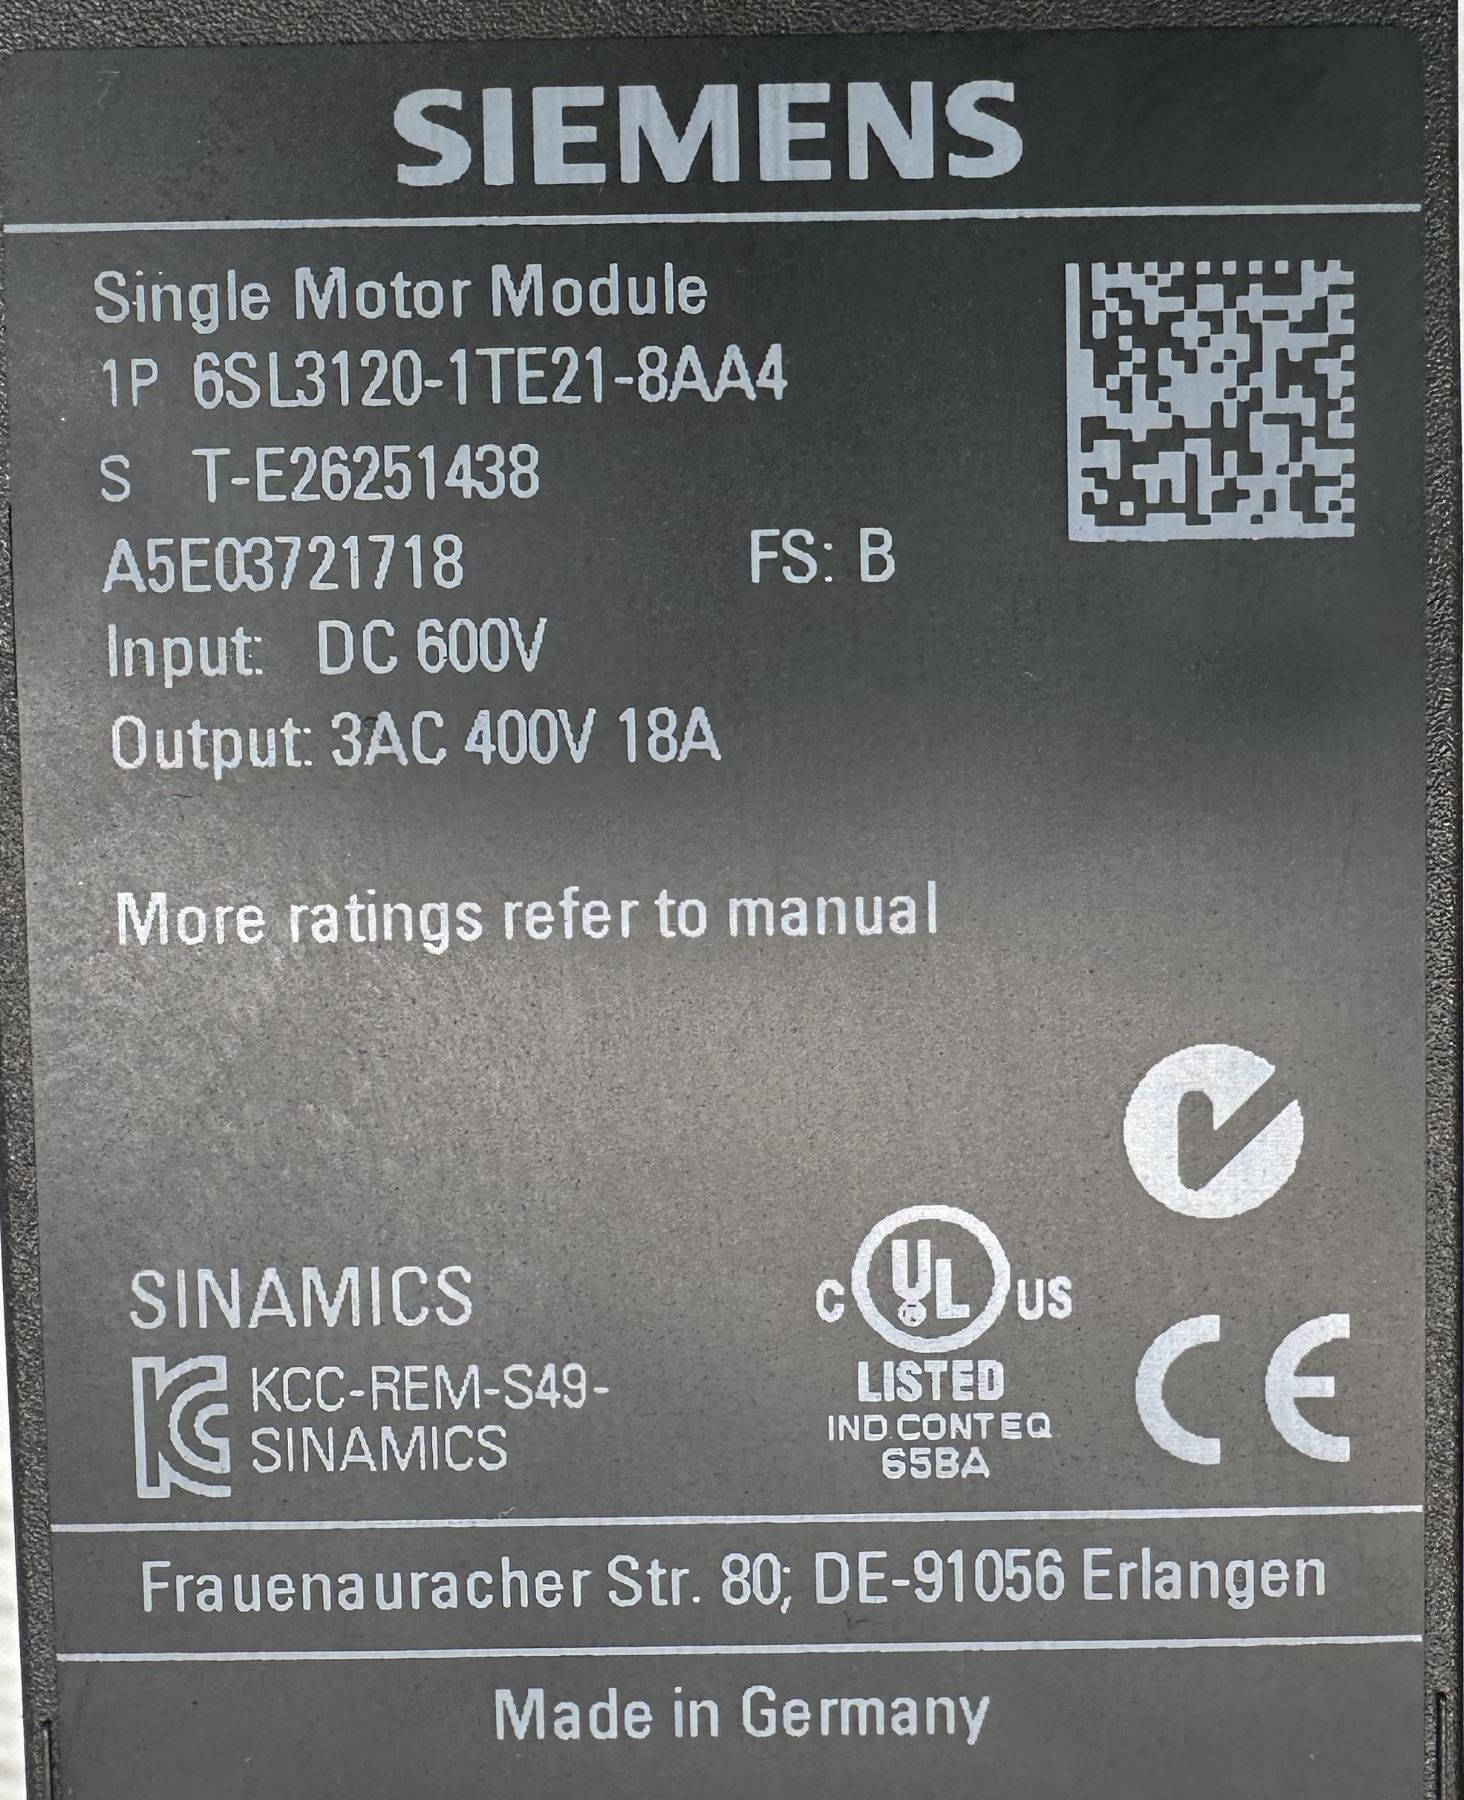 SIEMENS
Single Motor Module
1P 6SL3120-1TE21-8AA4
S T-E26251438
A5E03721718 FS: B
Input: DC 600V
Output: 3AC 400V 18A
More ratings refer to manual
SINAMICS
KCC-REM-S49-
SINAMICS
C UL US
LISTED
IND.CONT.EQ
65BA
CE
Frauenauracher Str. 80; DE-91056 Erlangen
Made in Germany